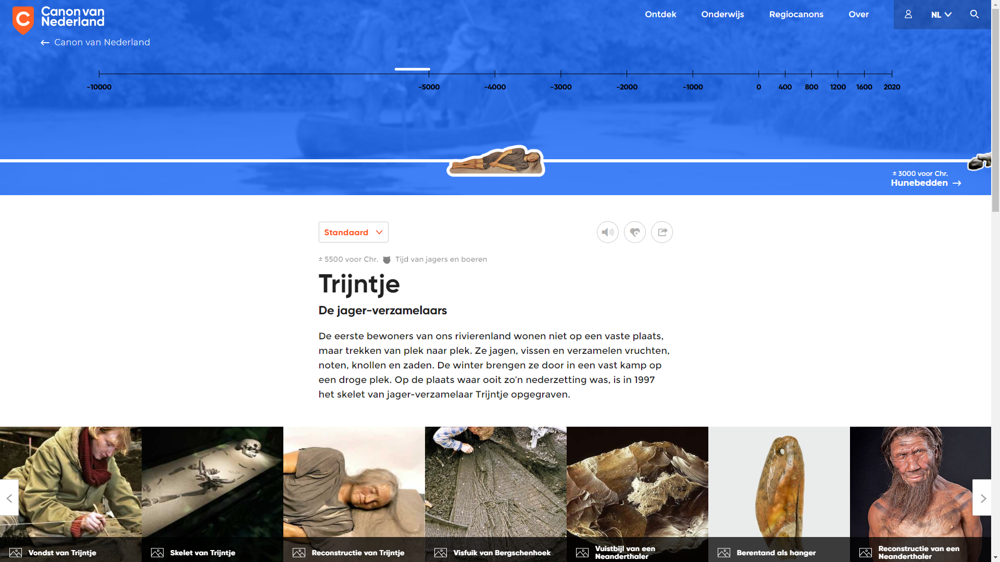 Canon van
Nederland
Ontdek
Onderwijs
Regiocanons
Over
NL
Canon van Nederland
-10000
-5000
-4000
-3000
-2000
-1000
0
400
800
1200
1600
2020
± 3000 voor Chr.
Hunebedden
Standaard
± 5500 voor Chr.
Tijd van jagers en boeren
Trijntje
De jager-verzamelaars
De eerste bewoners van ons rivierenland wonen niet op een vaste plaats,
maar trekken van plek naar plek. Ze jagen, vissen en verzamelen vruchten,
noten, knollen en zaden. De winter brengen ze door in een vast kamp op
een droge plek. Op de plaats waar ooit zo’n nederzetting was, is in 1997
het skelet van jager-verzamelaar Trijntje opgegraven.
Vondst van Trijntje
Skelet van Trijntje
Reconstructie van Trijntje
Visfuik van Bergschenhoek
Vuistbijl van een
Neanderthaler
Berentand als hanger
Reconstructie van een
Neanderthaler